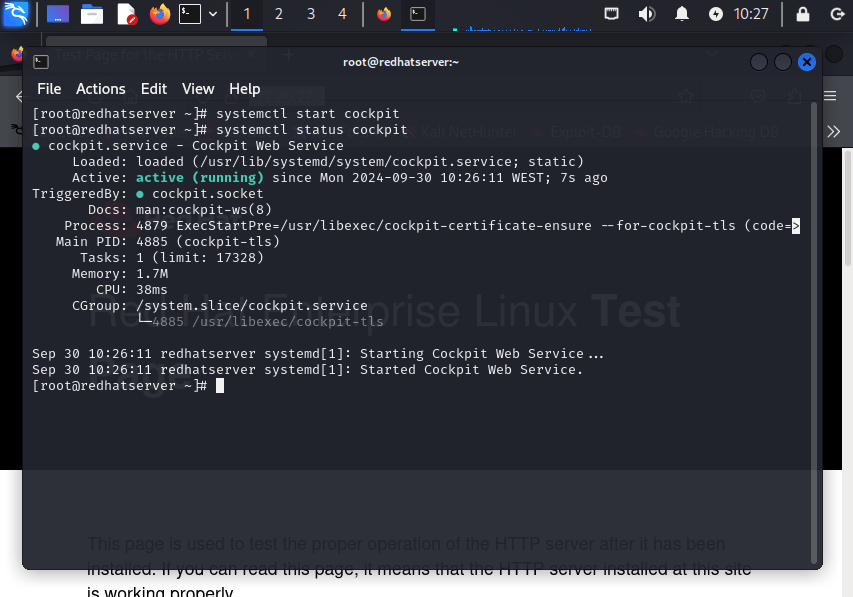 1 2 3 4 10:27
Test Page for the HTTP Serv
root@redhatserver:~
File Actions Edit View Help
Kali NetHunter Exploit-DB Google Hacking DB
[root@redhatserver ~]# systemctl start cockpit
[root@redhatserver ~]# systemctl status cockpit
● cockpit.service - Cockpit Web Service
Loaded: loaded (/usr/lib/systemd/system/cockpit.service; static)
Active: active (running) since Mon 2024-09-30 10:26:11 WEST; 7s ago
TriggeredBy: ● cockpit.socket
Docs: man:cockpit-ws(8)
Process: 4879 ExecStartPre=/usr/libexec/cockpit-certificate-ensure --for-cockpit-tls (code=>
Main PID: 4885 (cockpit-tls)
Tasks: 1 (limit: 17328)
Memory: 1.7M
CPU: 38ms
CGroup: /system.slice/cockpit.service
└─4885 /usr/libexec/cockpit-tls
Sep 30 10:26:11 redhatserver systemd[1]: Starting Cockpit Web Service...
Sep 30 10:26:11 redhatserver systemd[1]: Started Cockpit Web Service.
[root@redhatserver ~]#
Red Hat Enterprise Linux Test
Page
This page is used to test the proper operation of the HTTP server after it has been
installed. If you can read this page, it means that the HTTP server installed at this site
is working properly.